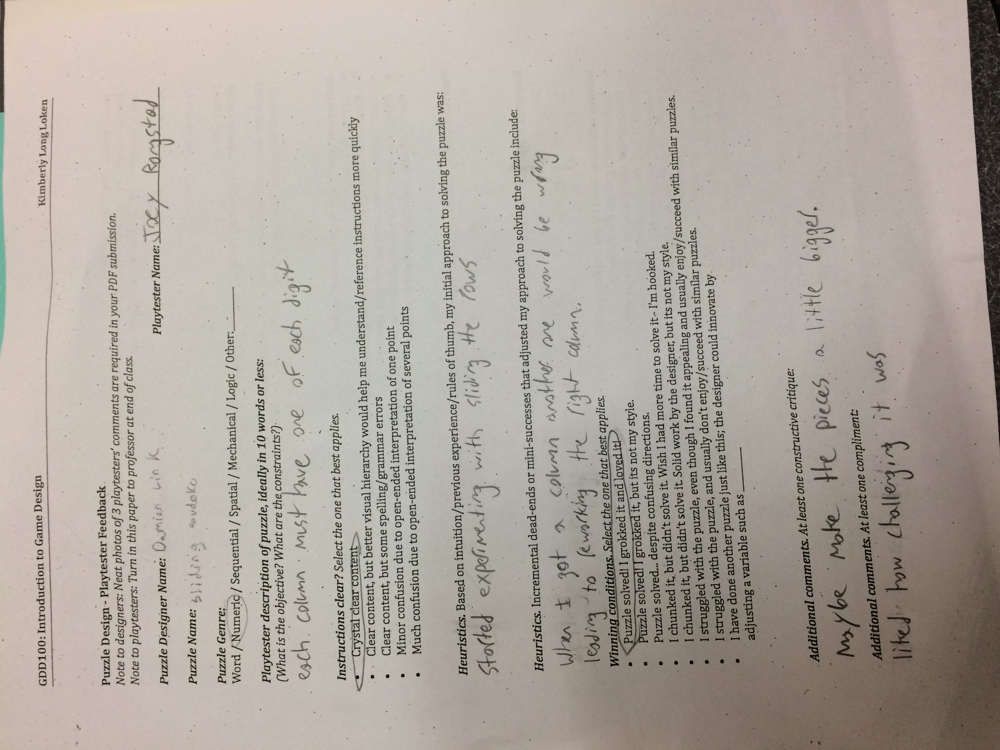 GDD100: Introduction to Game Design Kimberly Long Loken
Puzzle Design - Playtester Feedback
Note to designers: Neat photos of 3 playtesters' comments are required in your PDF submission.
Note to playtesters: Turn in this paper to professor at end of class.
Puzzle Designer Name: Damian Link Playtester Name: Joey Rongstad
Puzzle Name: sliding sudoko
Puzzle Genre:
Word / Numeric / Sequential / Spatial / Mechanical / Logic / Other:
Playtester description of puzzle, ideally in 10 words or less:
(What is the objective? What are the constraints?)
each column must have one of each digit
Instructions clear? Select the one that best applies.
• Crystal clear content
• Clear content, but better visual hierarchy would help me understand/reference instructions more quickly
• Clear content, but some spelling/grammar errors
• Minor confusion due to open-ended interpretation of one point
• Much confusion due to open-ended interpretation of several points
Heuristics. Based on intuition/previous experience/rules of thumb, my initial approach to solving the puzzle was:
started experimenting with sliding the rows
Heuristics. Incremental dead-ends or mini-successes that adjusted my approach to solving the puzzle include:
When I got a column another one would be wrong
leading to reworking the right column.
Winning conditions. Select the one that best applies.
• Puzzle solved! I grokked it and loved it!
• Puzzle solved! I grokked it, but its not my style.
• Puzzle solved... despite confusing directions.
• I chunked it, but didn't solve it. Wish I had more time to solve it - I'm hooked.
• I chunked it, but didn't solve it. Solid work by the designer, but its not my style.
• I struggled with the puzzle, even though I found it appealing and usually enjoy/succeed with similar puzzles.
• I struggled with the puzzle, and usually don't enjoy/succeed with similar puzzles.
• I have done another puzzle just like this; the designer could innovate by
adjusting a variable such as
Additional comments. At least one constructive critique:
Maybe make the pieces a little bigger.
Additional comments. At least one compliment:
liked how challenging it was